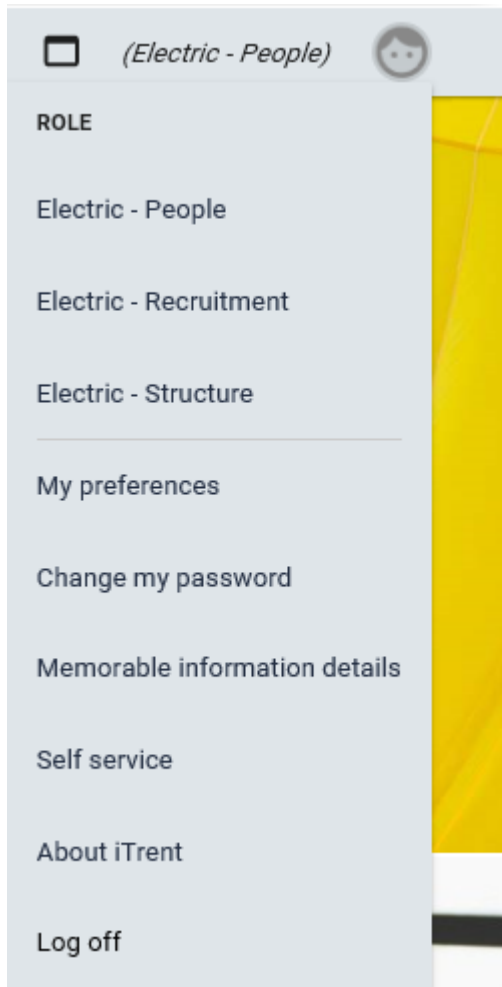 (Electric - People)
ROLE
Electric - People
Electric - Recruitment
Electric - Structure
My preferences
Change my password
Memorable information details
Self service
About iTrent
Log off